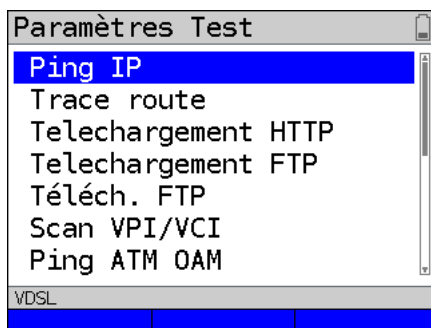 Paramètres Test
Ping IP
Trace route
Telechargement HTTP
Telechargement FTP
Téléch. FTP
Scan VPI/VCI
Ping ATM OAM
VDSL